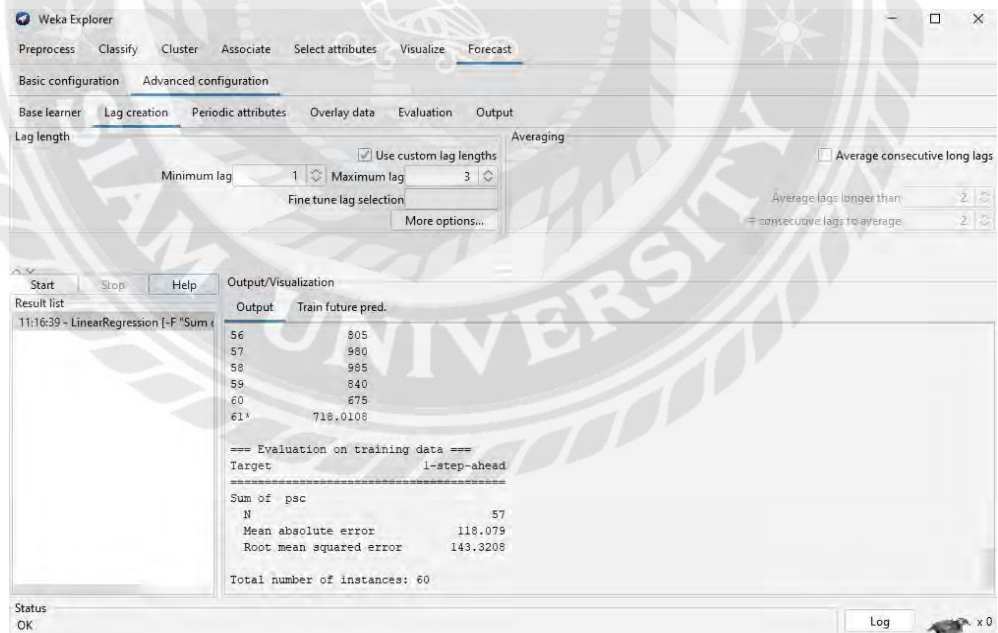 Weka Explorer
Preprocess Classify Cluster Associate Select attributes Visualize Forecast
Basic configuration Advanced configuration
Base learner Lag creation Periodic attributes Overlay data Evaluation Output
Lag length
Use custom lag lengths
Minimum lag 1 Maximum lag 3
Fine tune lag selection
More options...
Averaging
Average consecutive long lags
Average lags longer than 2
consecutive lags to average 2
Start Stop Help
Result list
11:16:39 - LinearRegression [-F "Sum
Output/Visualization
Output Train future pred.
56 805
57 980
58 985
59 840
60 675
61* 718.0108
=== Evaluation on training data ===
Target 1-step-ahead
=========================================
Sum of psc
N 57
Mean absolute error 118.079
Root mean squared error 143.3208
Total number of instances: 60
Status
OK
Log x 0
SIAM UNIVERSITY